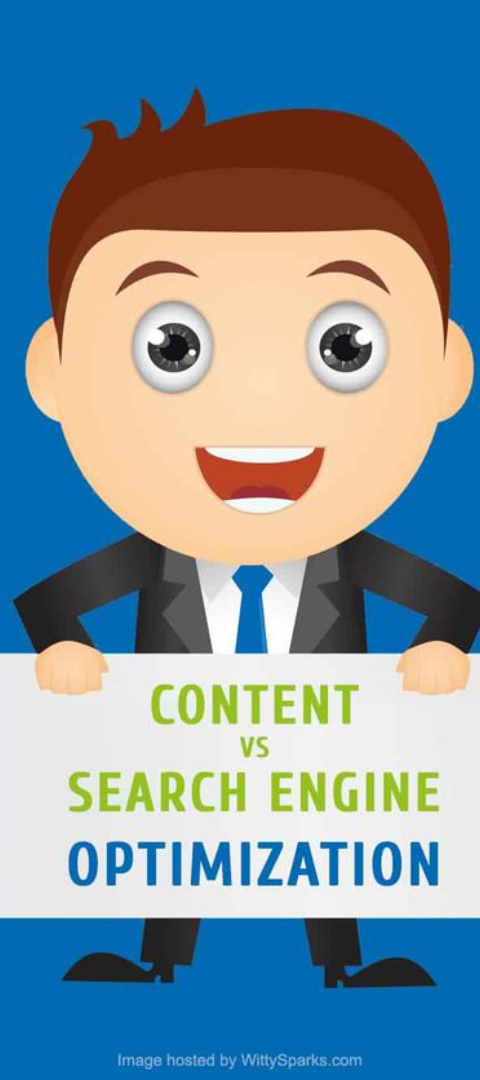 CONTENT
VS
SEARCH ENGINE
OPTIMIZATION
Image hosted by WittySparks.com